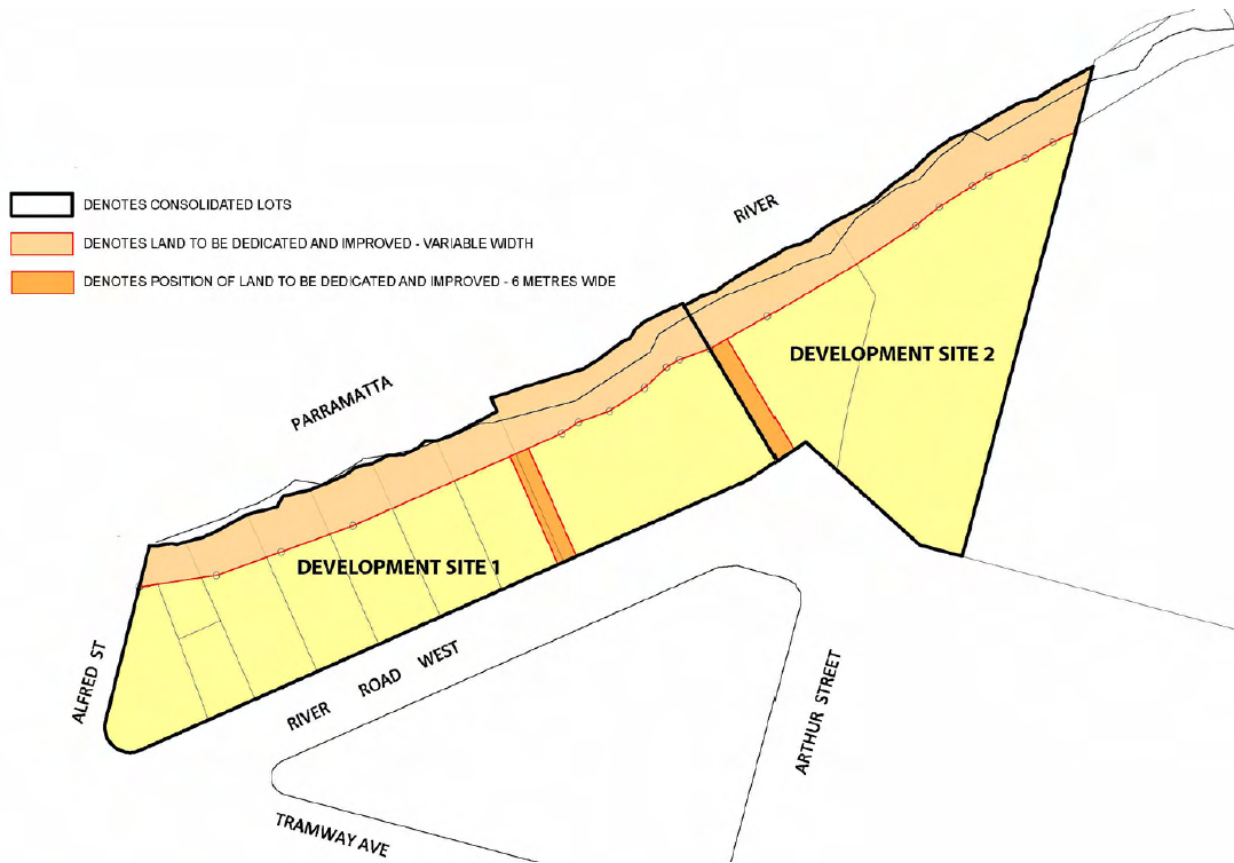 DENOTES CONSOLIDATED LOTS
DENOTES LAND TO BE DEDICATED AND IMPROVED - VARIABLE WIDTH
DENOTES POSITION OF LAND TO BE DEDICATED AND IMPROVED - 6 METRES WIDE
RIVER
PARRAMATTA
DEVELOPMENT SITE 2
DEVELOPMENT SITE 1
ALFRED ST
RIVER ROAD WEST
ARTHUR STREET
TRAMWAY AVE